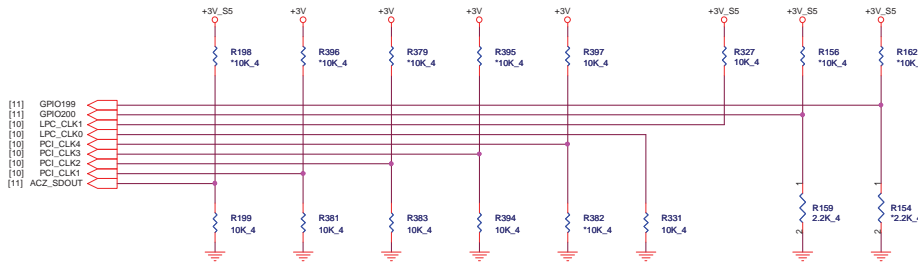 +3V_S5 +3V +3V +3V +3V +3V_S5 +3V_S5 +3V_S5
R198 R396 R379 R395 R397 R327 R156 R162
*10K_4 *10K_4 *10K_4 *10K_4 10K_4 10K_4 *10K_4 *10K_
[11] GPIO199
[11] GPIO200
[10] LPC_CLK1
[10] LPC_CLK0
[10] PCI_CLK4
[10] PCI_CLK3
[10] PCI_CLK2
[10] PCI_CLK1
[11] ACZ_SDOUT
1 1
R199 R381 R383 R394 R382 R331 R159 R154
10K_4 10K_4 10K_4 10K_4 *10K_4 10K_4 2.2K_4 *2.2K_4
2 2